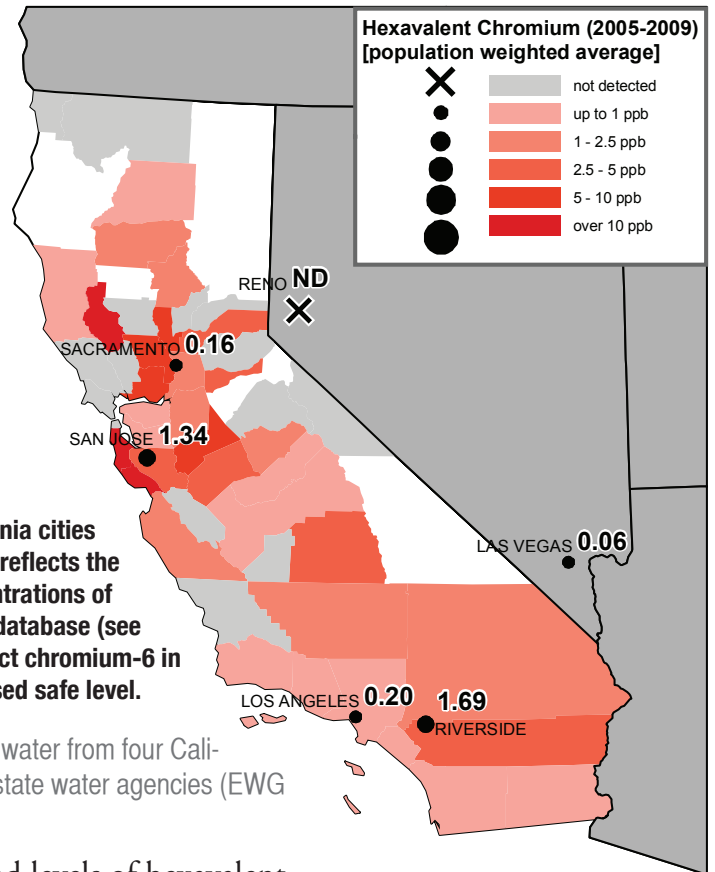 Hexavalent Chromium (2005-2009)
[population weighted average]
not detected
up to 1 ppb
1 - 2.5 ppb
2.5 - 5 ppb
5 - 10 ppb
over 10 ppb
RENO ND
SACRAMENTO 0.16
SAN JOSE 1.34
LAS VEGAS 0.06
LOS ANGELES 0.20
1.69
RIVERSIDE
nia cities
reflects the
ntrations of
database (see
ct chromium-6 in
sed safe level.
water from four Cali-
state water agencies (EWG